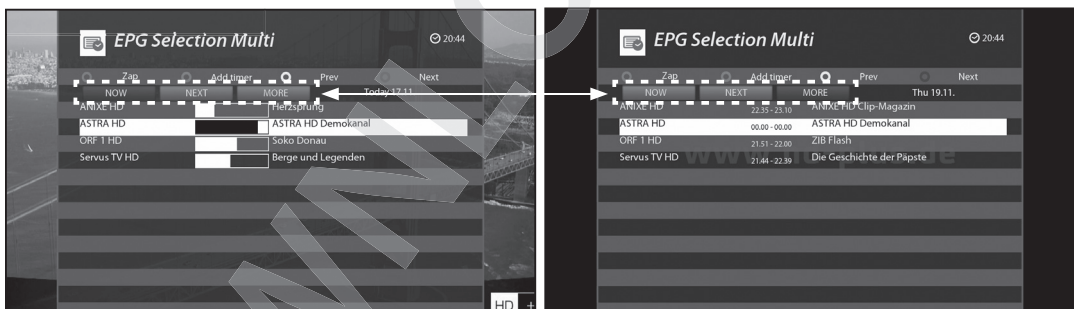 EPG Selection Multi
20:44
Zap Add timer Prev Next
NOW NEXT MORE Today 17.11.
ANIXE HD Herzsprung
ASTRA HD ASTRA HD Demokanal
ORF 1 HD Soko Donau
Servus TV HD Berge und Legenden
HD +
EPG Selection Multi
20:44
Zap Add timer Prev Next
NOW NEXT MORE Thu 19.11.
ANIXE HD 22.35 - 23.10 ANIXE HD Clip-Magazin
ASTRA HD 00.00 - 00.00 ASTRA HD Demokanal
ORF 1 HD 21.51 - 22.00 ZIB Flash
Servus TV HD 21.44 - 22.39 Die Geschichte der Päpste